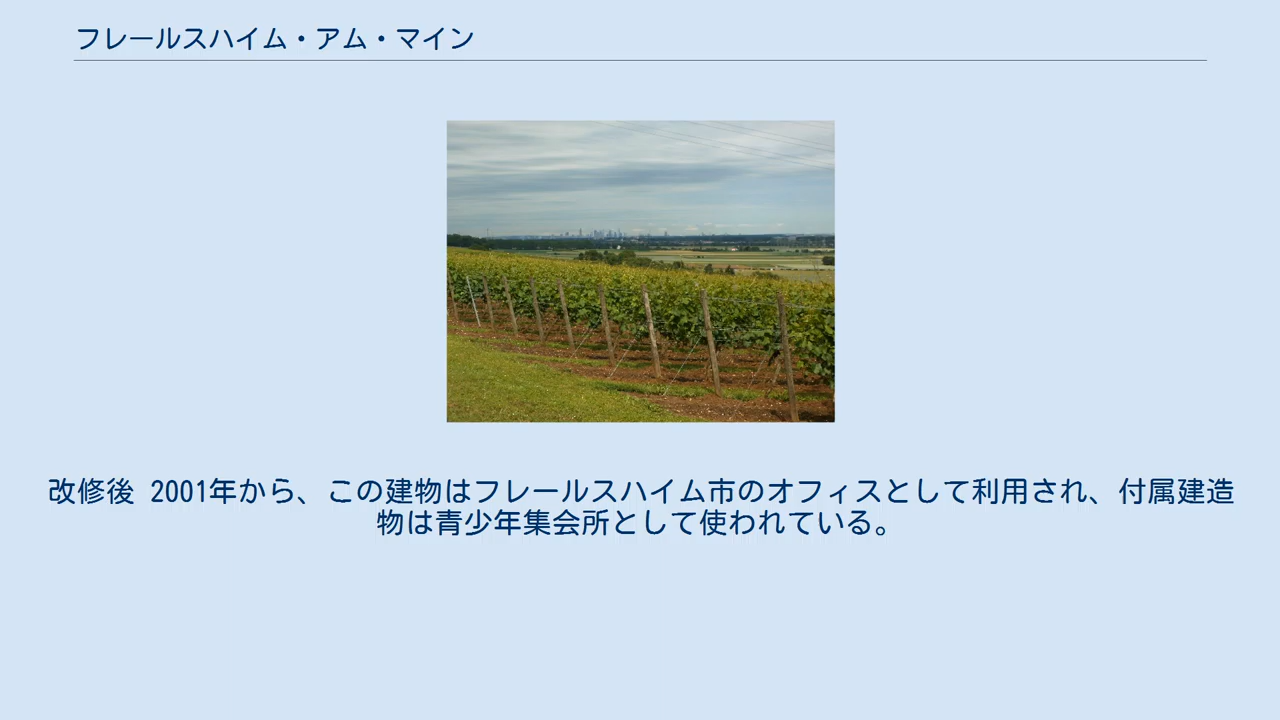 フレールスハイム・アム・マイン
改修後 2001年から、この建物はフレールスハイム市のオフィスとして利用され、付属建造
物は青少年集会所として使われている。